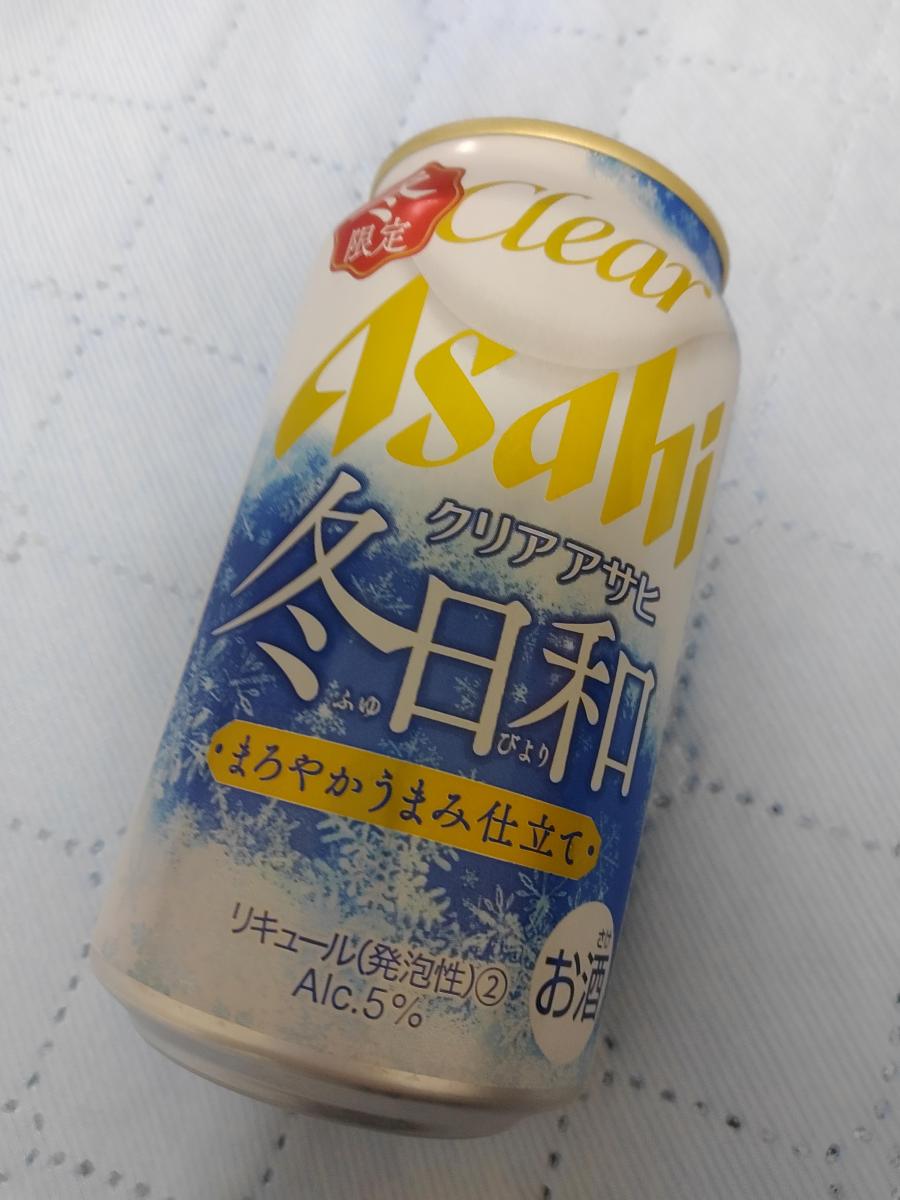 冬
限定
Clear
Asahi
クリアアサヒ
冬日和
ふゆ
びより
・まろやかうまみ仕立て・
リキュール(発泡性)②
Alc.5%
さけ
お酒